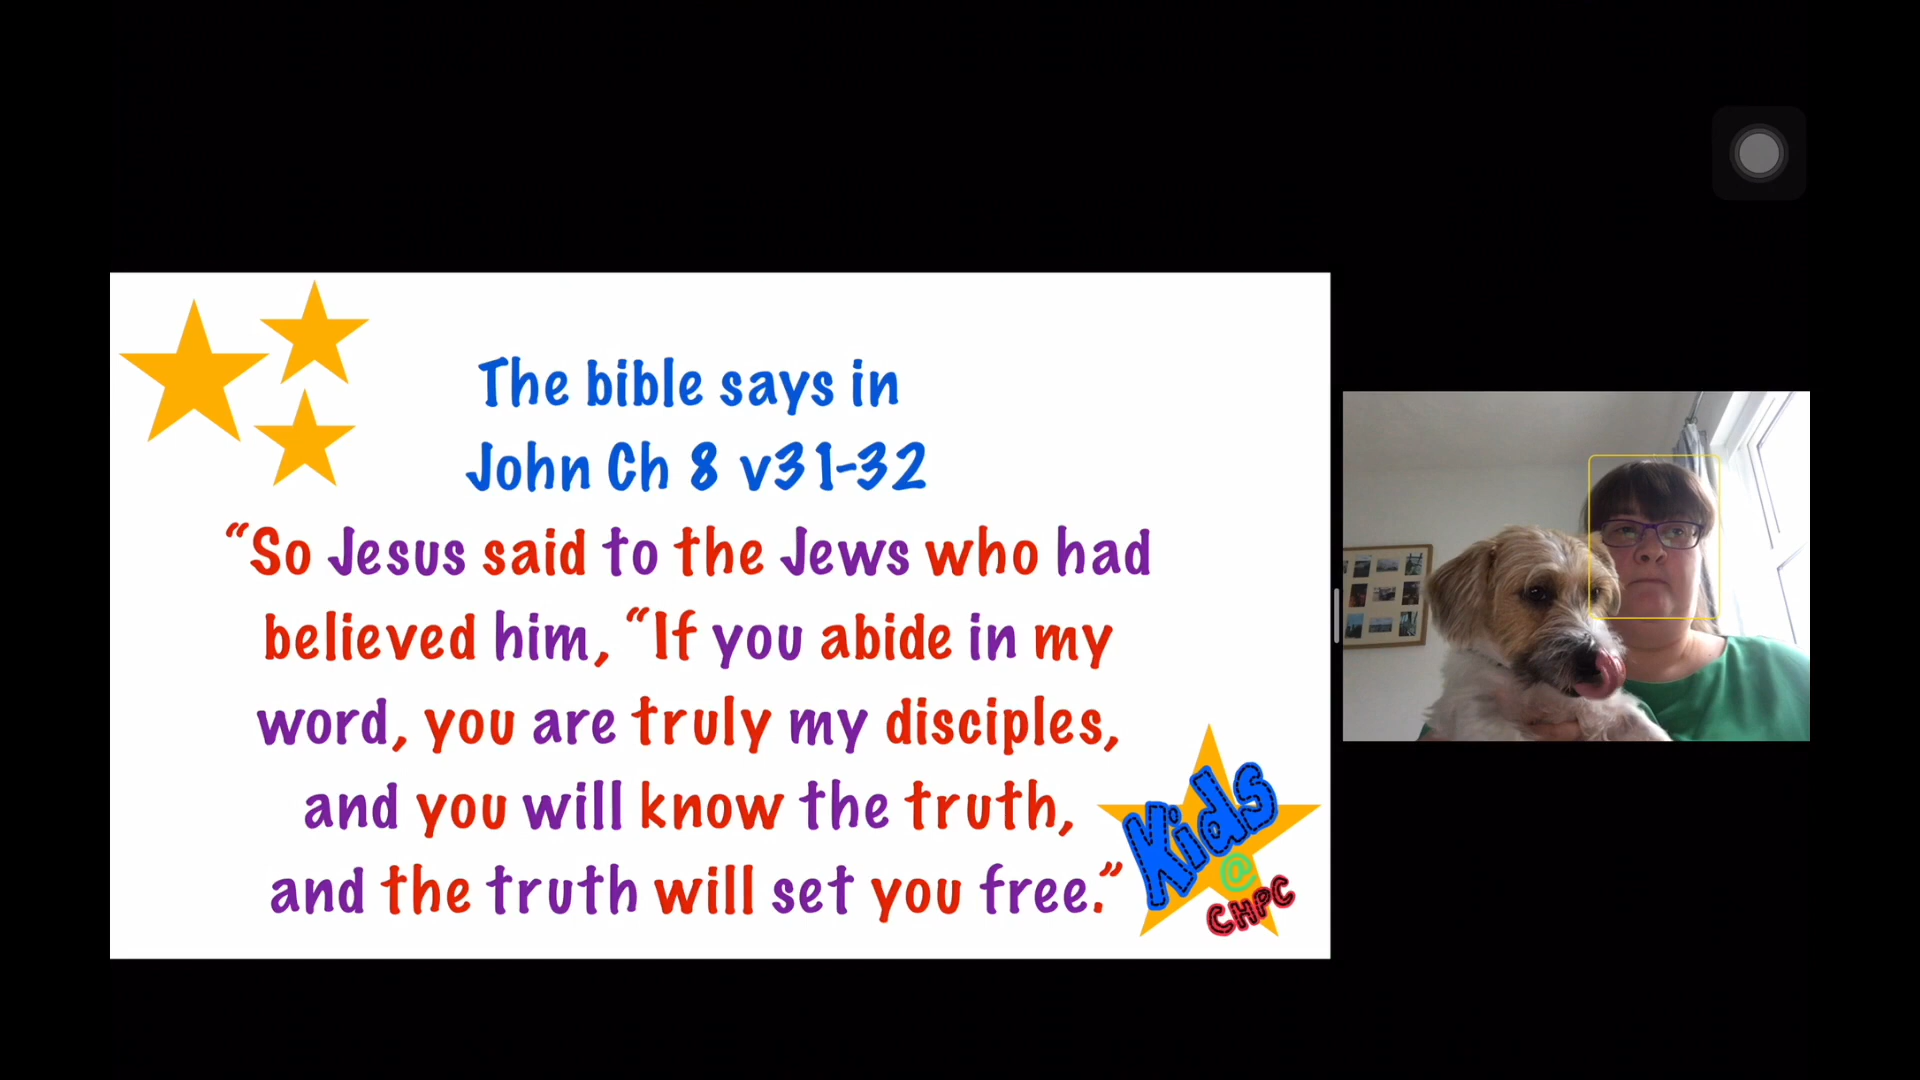 The bible says in
John Ch 8 v31-32
“So Jesus said to the Jews who had
believed him, “If you abide in my
word, you are truly my disciples,
and you will know the truth,
and the truth will set you free.”
Kids
@
CHPC